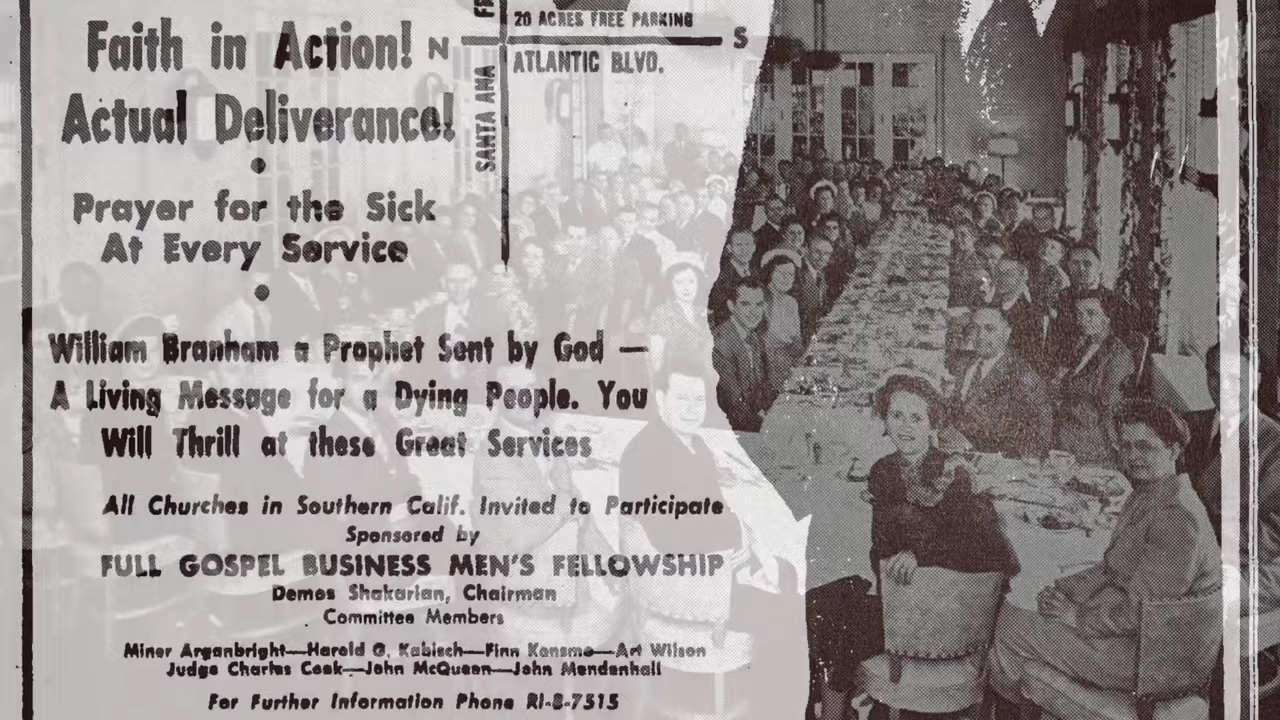 Faith in Action!
Actual Deliverance!
Prayer for the Sick
At Every Service
N
20 ACRES FREE PARKING
S
ATLANTIC BLVD.
SANTA ANA
William Branham a Prophet Sent by God —
A Living Message for a Dying People. You
Will Thrill at these Great Services
All Churches in Southern Calif. Invited to Participate
Sponsored by
FULL GOSPEL BUSINESS MEN'S FELLOWSHIP
Demos Shakarian, Chairman
Committee Members
Miner Arganbright—Harold G. Kabisch—Finn Konsmo—Art Wilson
Judge Charles Cook—John McQueen—John Mendenhall
For Further Information Phone RI-8-7515